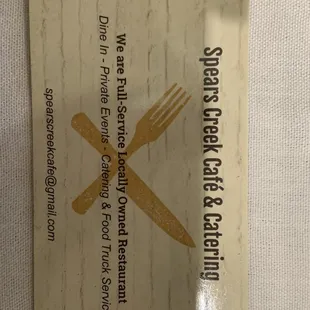 Spears Creek Café & Catering
We are Full-Service Locally Owned Restaurant
Dine In - Private Events - Catering & Food Truck Servic
spearscreekcafe@gmail.com